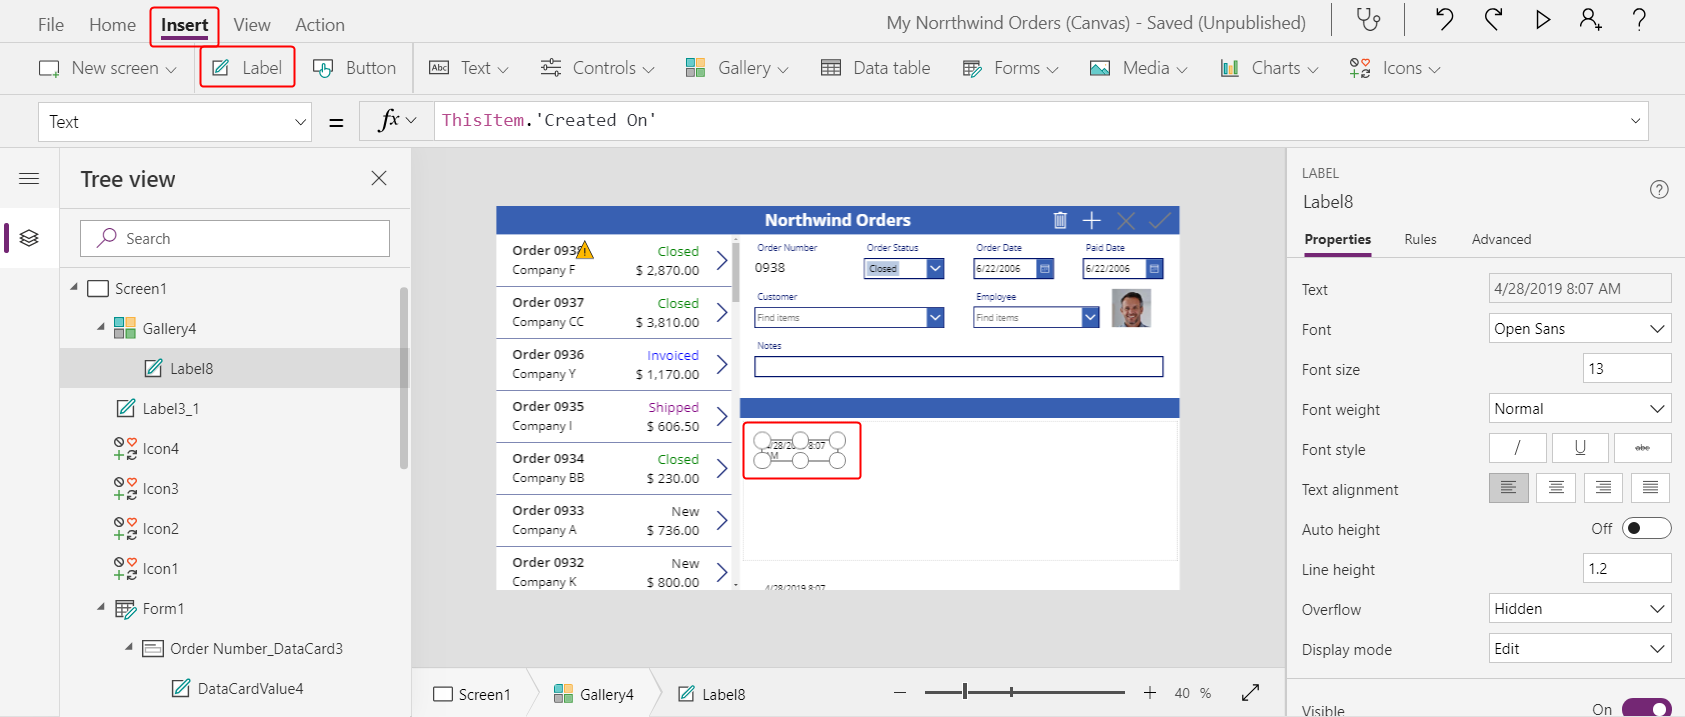 File Home Insert View Action
My Norrthwind Orders (Canvas) - Saved (Unpublished)
New screen Label Button Text Controls Gallery Data table Forms Media Charts Icons
Text = fx ThisItem.'Created On'
Tree view
Search
Screen1
Gallery4
Label8
Label3_1
Icon4
Icon3
Icon2
Icon1
Form1
Order Number_DataCard3
DataCardValue4
Northwind Orders
Order 0938 Closed
Company F $ 2,870.00
Order 0937 Closed
Company CC $ 3,810.00
Order 0936 Invoiced
Company Y $ 1,170.00
Order 0935 Shipped
Company I $ 606.50
Order 0934 Closed
Company BB $ 230.00
Order 0933 New
Company A $ 736.00
Order 0932 New
Company K $ 800.00
Order Number Order Status Order Date Paid Date
0938 Closed 6/22/2006 6/22/2006
Customer Employee
Find items Find items
Notes
4/28/2019 8:07
Screen1 Gallery4 Label8
40 %
LABEL
Label8
Properties Rules Advanced
Text 4/28/2019 8:07 AM
Font Open Sans
Font size 13
Font weight Normal
Font style / U abc
Text alignment
Auto height Off
Line height 1.2
Overflow Hidden
Display mode Edit
Visible On